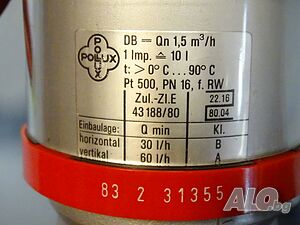 POLLUX
POLLUX
DB – Qn 1,5 m³/h
1 Imp. ≙ 10 l
t: > 0° C ... 90° C
Pt 500, PN 16, f. RW
Zul.-Zl.E 22.16
43188/80 80.04
Einbaulage: Q min Kl.
horizontal 30 l/h B
vertikal 60 l/h A
83 2 31355
ALO.bg